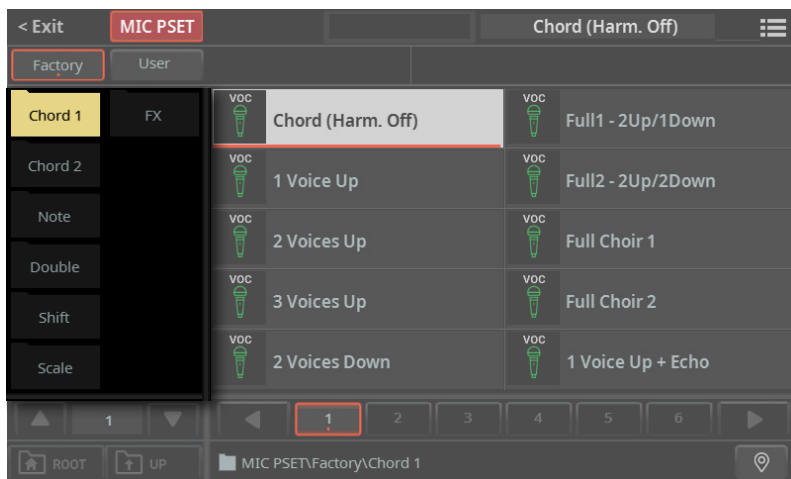 < Exit MIC PSET Chord (Harm. Off)
Factory User
Chord 1 FX
Chord 2
Note
Double
Shift
Scale
VOC Chord (Harm. Off) VOC Full1 - 2Up/1Down
VOC 1 Voice Up VOC Full2 - 2Up/2Down
VOC 2 Voices Up VOC Full Choir 1
VOC 3 Voices Up VOC Full Choir 2
VOC 2 Voices Down VOC 1 Voice Up + Echo
1 1 2 3 4 5 6
ROOT UP MIC PSET\Factory\Chord 1